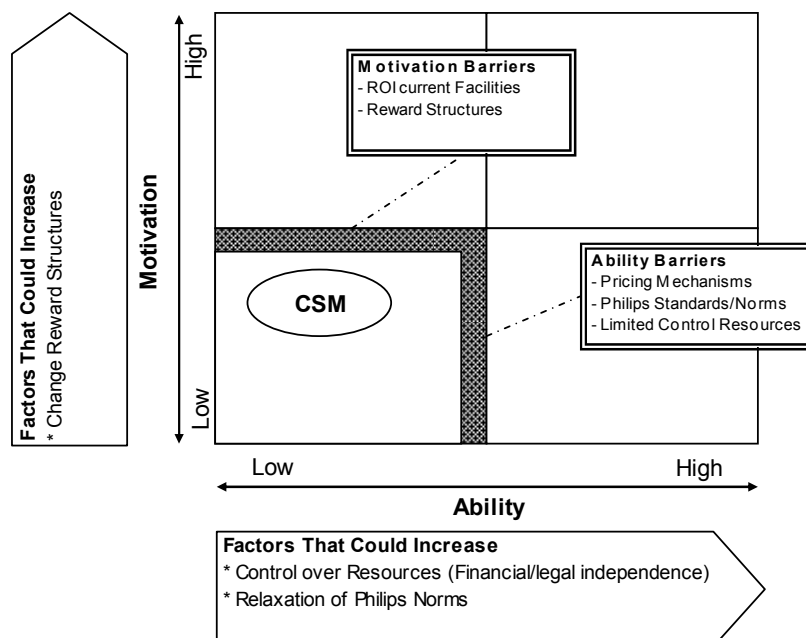 Factors That Could Increase
* Change Reward Structures
Motivation
High
Low
Motivation Barriers
- ROI current Facilities
- Reward Structures
CSM
Ability Barriers
- Pricing Mechanisms
- Philips Standards/Norms
- Limited Control Resources
Low
High
Ability
Factors That Could Increase
* Control over Resources (Financial/legal independence)
* Relaxation of Philips Norms